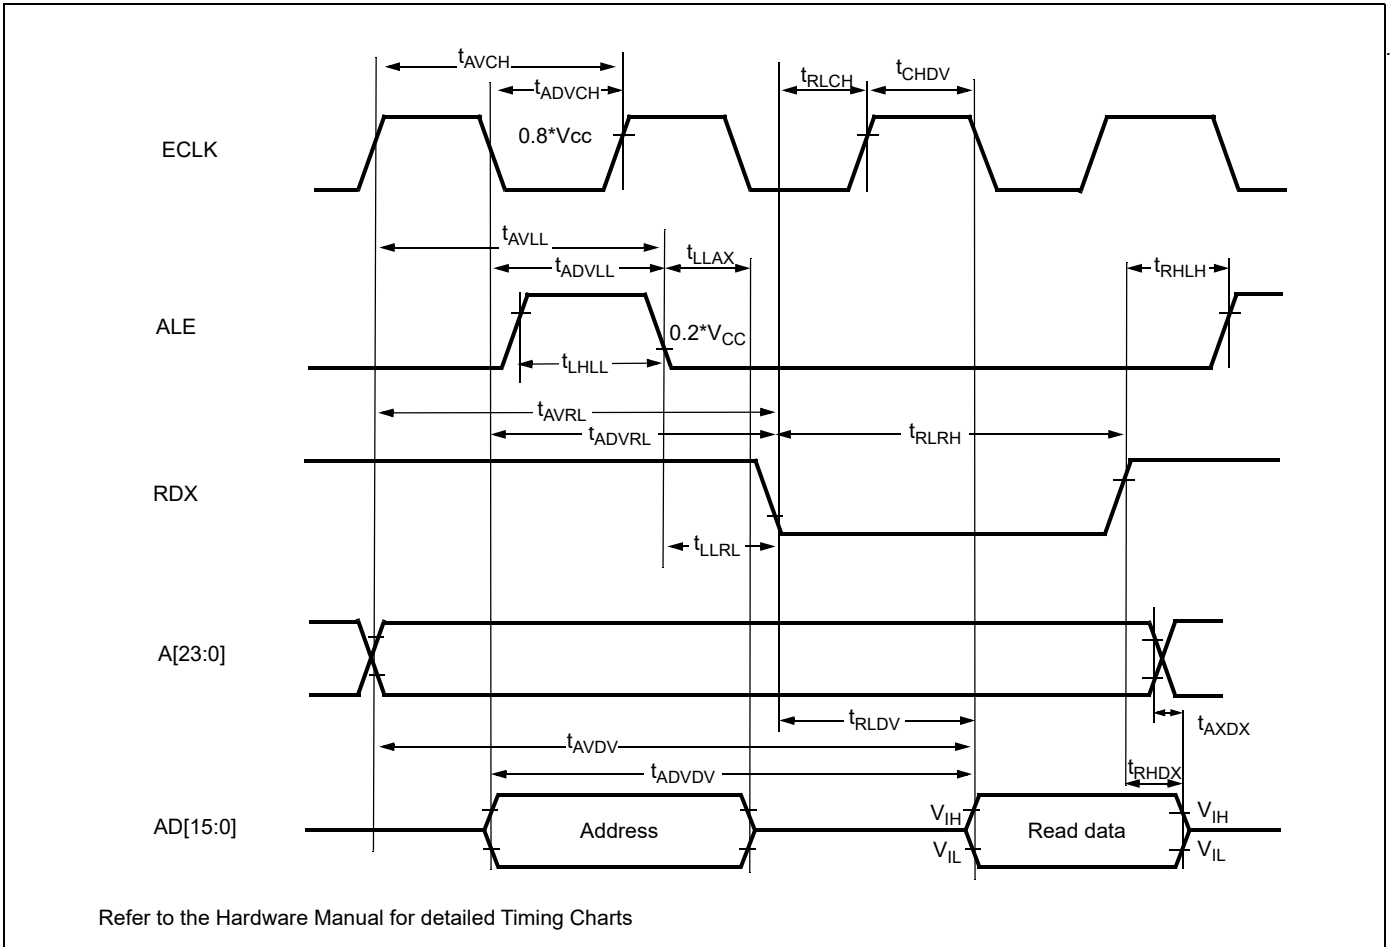 tAVCH
tADVCH
tRLCH
tCHDV
ECLK
0.8*Vcc
tAVLL
tADVLL
tLLAX
tRHLH
ALE
0.2*VCC
tLHLL
tAVRL
tADVRL
tRLRH
RDX
tLLRL
A[23:0]
tRLDV
tAXDX
tAVDV
tADVDV
tRHDX
AD[15:0]
Address
VIH
VIL
Read data
VIH
VIL
Refer to the Hardware Manual for detailed Timing Charts